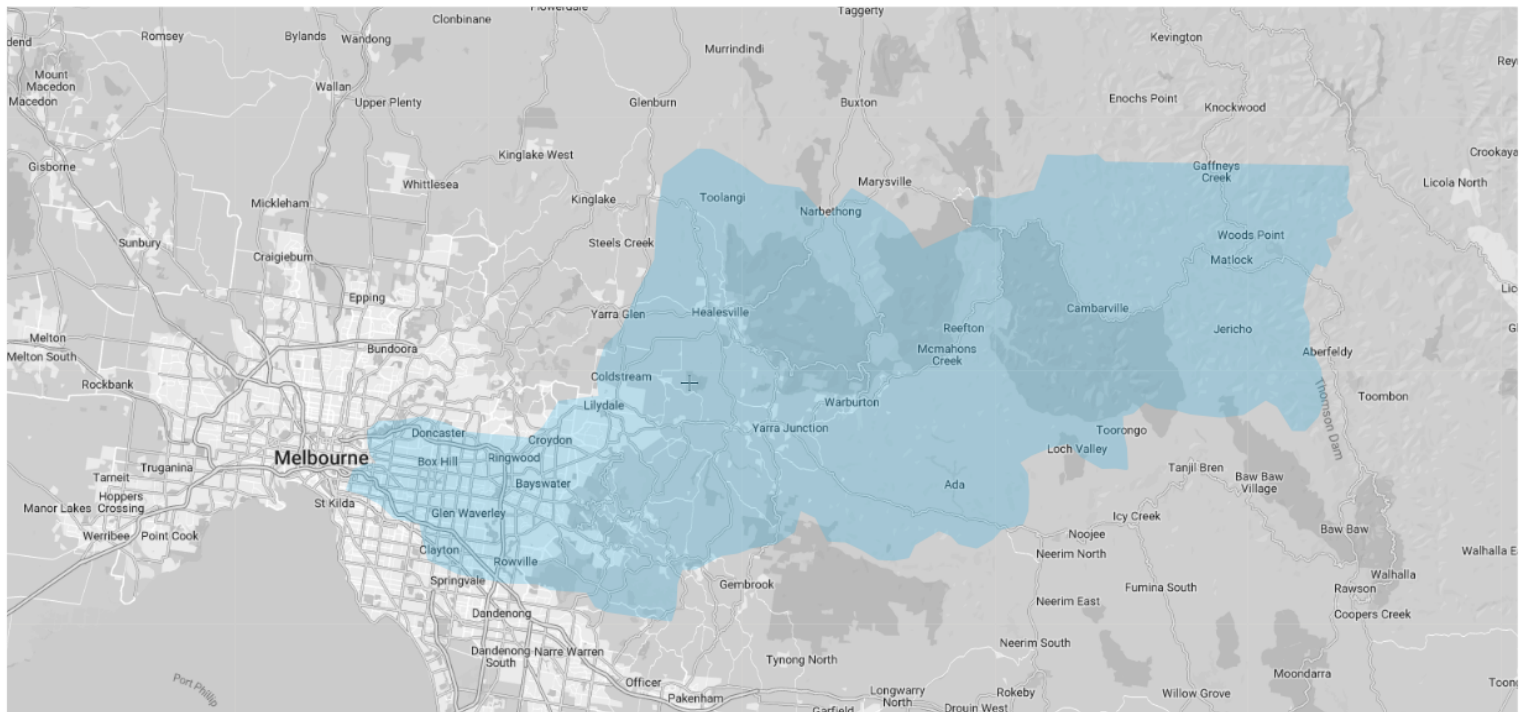 Clonbinane
Taggerty
Romsey
Bylands
Wandong
Kevington
Murrindindi
Mount
Macedon
Macedon
Wallan
Upper Plenty
Glenburn
Buxton
Enochs Point
Knockwood
Kinglake West
Gisborne
Whittlesea
Marysville
Gaffneys
Creek
Licola North
Mickleham
Kinglake
Toolangi
Narbethong
Sunbury
Steels Creek
Woods Point
Craigieburn
Matlock
Epping
Yarra Glen
Healesville
Cambarville
Melton
Melton South
Bundoora
Reefton
Jericho
Mcmahons
Creek
Aberfeldy
Rockbank
Coldstream
Lilydale
Warburton
Toombon
Thomson Dam
Doncaster
Croydon
Yarra Junction
Toorongo
Melbourne
Box Hill
Ringwood
Loch Valley
Truganina
Tarneit
Bayswater
Ada
Tanjil Bren
Baw Baw
Village
Hoppers
Crossing
Manor Lakes
St Kilda
Glen Waverley
Icy Creek
Werribee
Point Cook
Noojee
Baw Baw
Clayton
Rowville
Neerim North
Springvale
Gembrook
Fumina South
Walhalla
Rawson
Dandenong
Neerim East
Coopers Creek
Dandenong
South
Narre Warren
Neerim South
Tynong North
Port Phillip
Officer
Pakenham
Longwarry
North
Rokeby
Willow Grove
Moondarra
Garfield
Drouin West